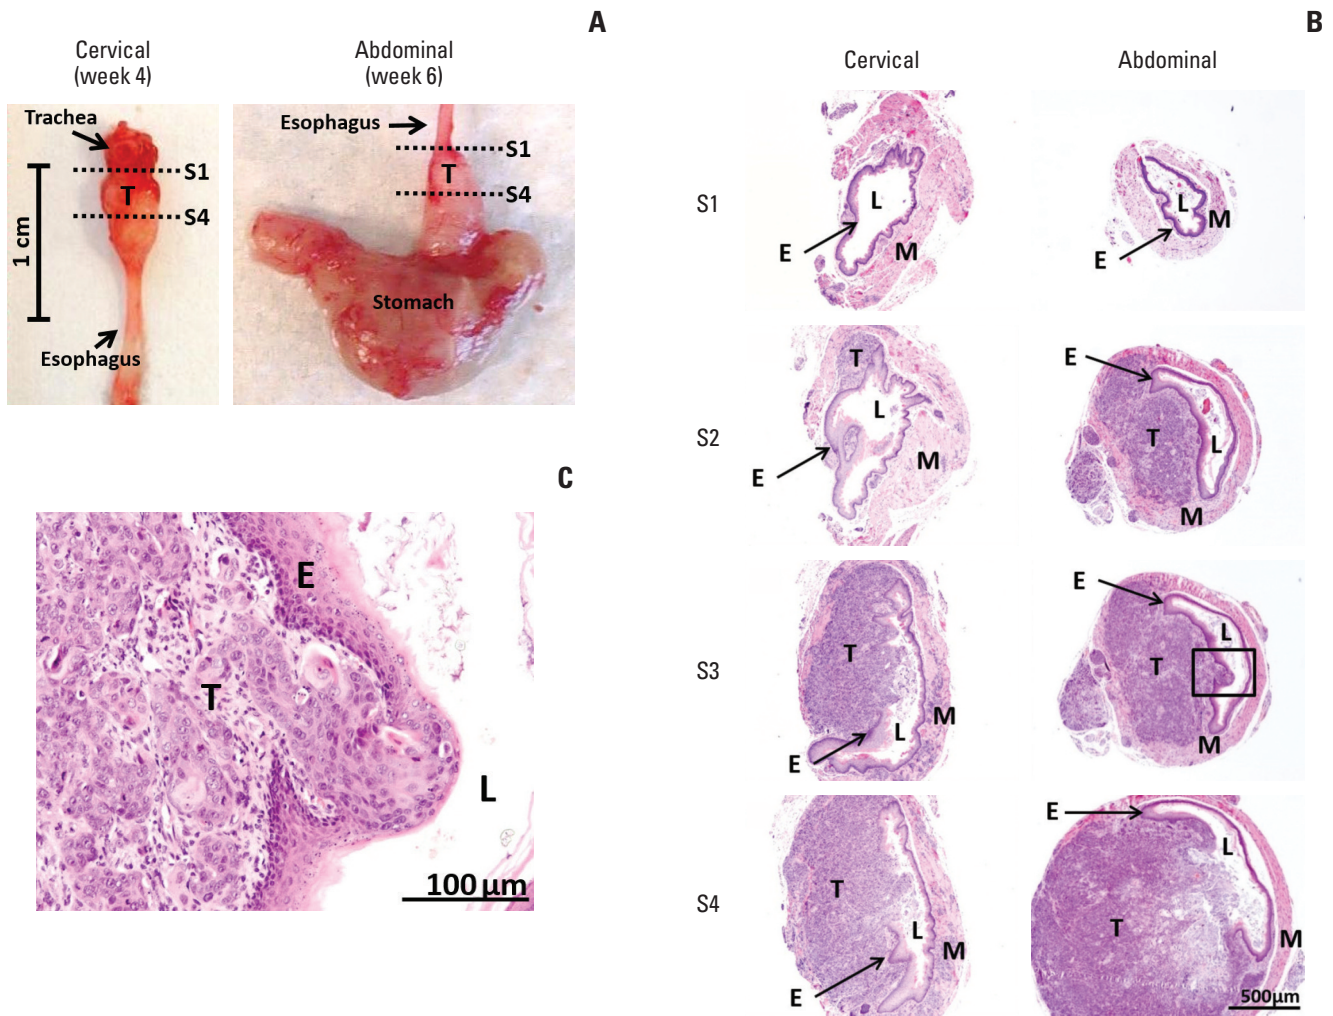 A
Cervical
(week 4)
Abdominal
(week 6)
Trachea
S1
T
S4
1 cm
Esophagus
Esophagus
S1
T
S4
Stomach
B
Cervical
Abdominal
S1
L
E
M
L
M
E
S2
T
L
E
M
E
T
L
M
S3
T
L
M
E
E
L
T
M
S4
T
L
M
E
E
L
T
M
500µm
C
E
T
L
100 µm